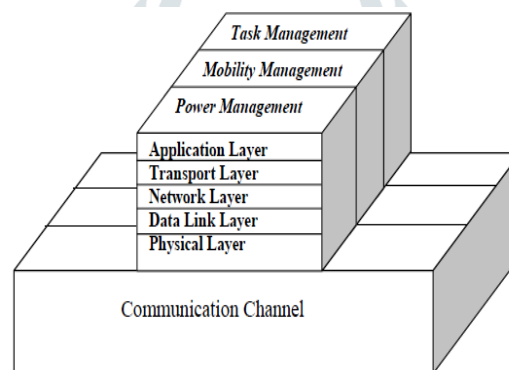 Task Management
Mobility Management
Power Management
Application Layer
Transport Layer
Network Layer
Data Link Layer
Physical Layer
Communication Channel